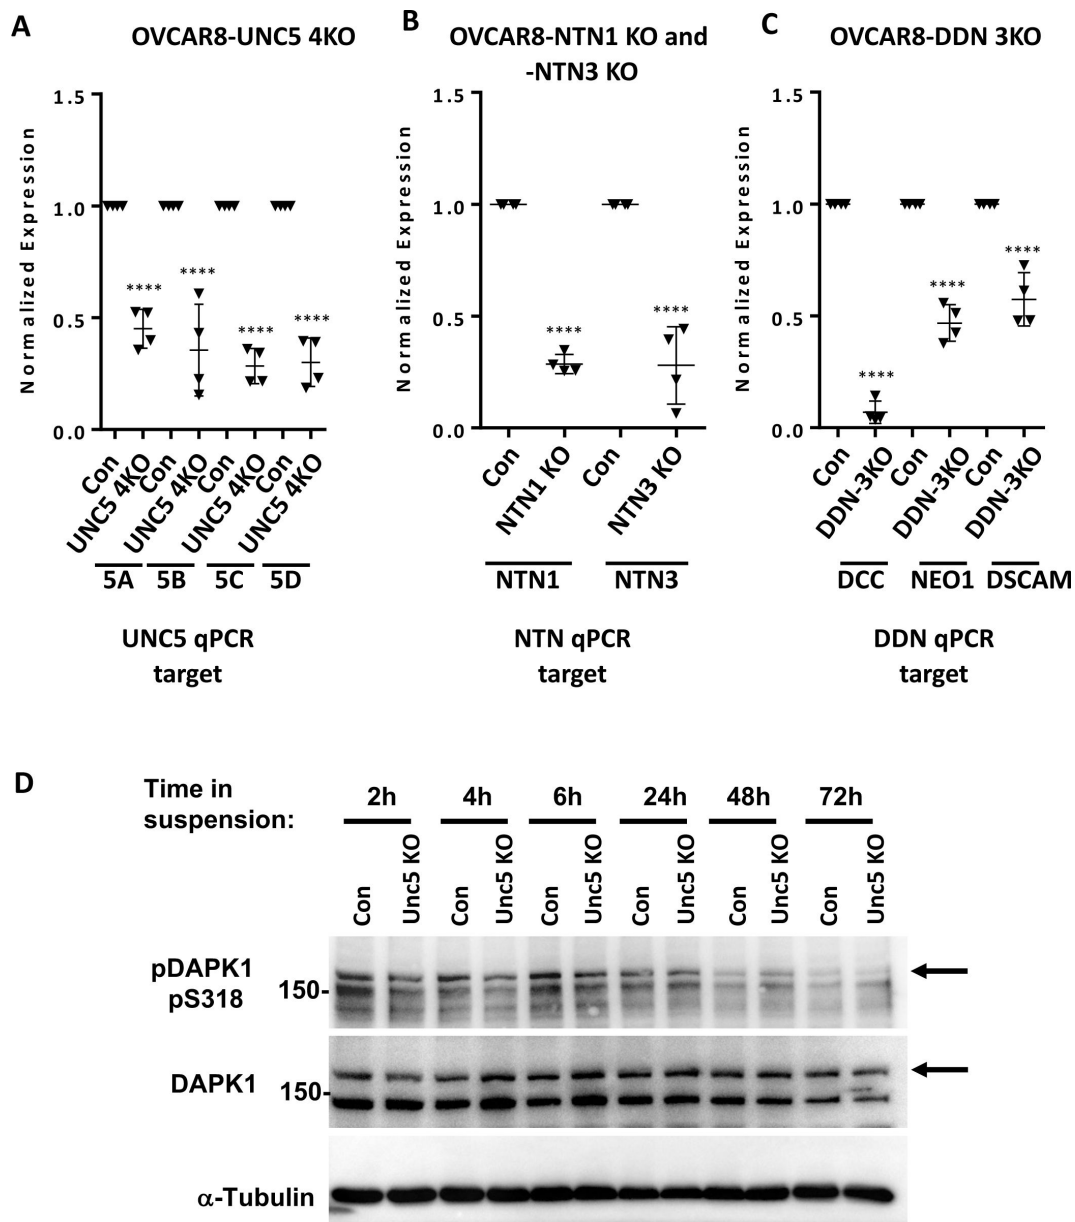 A
OVCAR8-UNC5 4KO
Normalized Expression
1.5
1.0
0.5
0.0
****
****
****
****
Con
UNC5 4KO
Con
UNC5 4KO
Con
UNC5 4KO
Con
UNC5 4KO
5A
5B
5C
5D
UNC5 qPCR
target
B
OVCAR8-NTN1 KO and
-NTN3 KO
Normalized Expression
1.5
1.0
0.5
0.0
****
****
Con
NTN1 KO
Con
NTN3 KO
NTN1
NTN3
NTN qPCR
target
C
OVCAR8-DDN 3KO
Normalized Expression
1.5
1.0
0.5
0.0
****
****
****
Con
DDN-3KO
Con
DDN-3KO
Con
DDN-3KO
DCC
NEO1
DSCAM
DDN qPCR
target
D
Time in
suspension:
2h
4h
6h
24h
48h
72h
Con
Unc5 KO
Con
Unc5 KO
Con
Unc5 KO
Con
Unc5 KO
Con
Unc5 KO
Con
Unc5 KO
pDAPK1
pS318
150-
DAPK1
150-
α-Tubulin